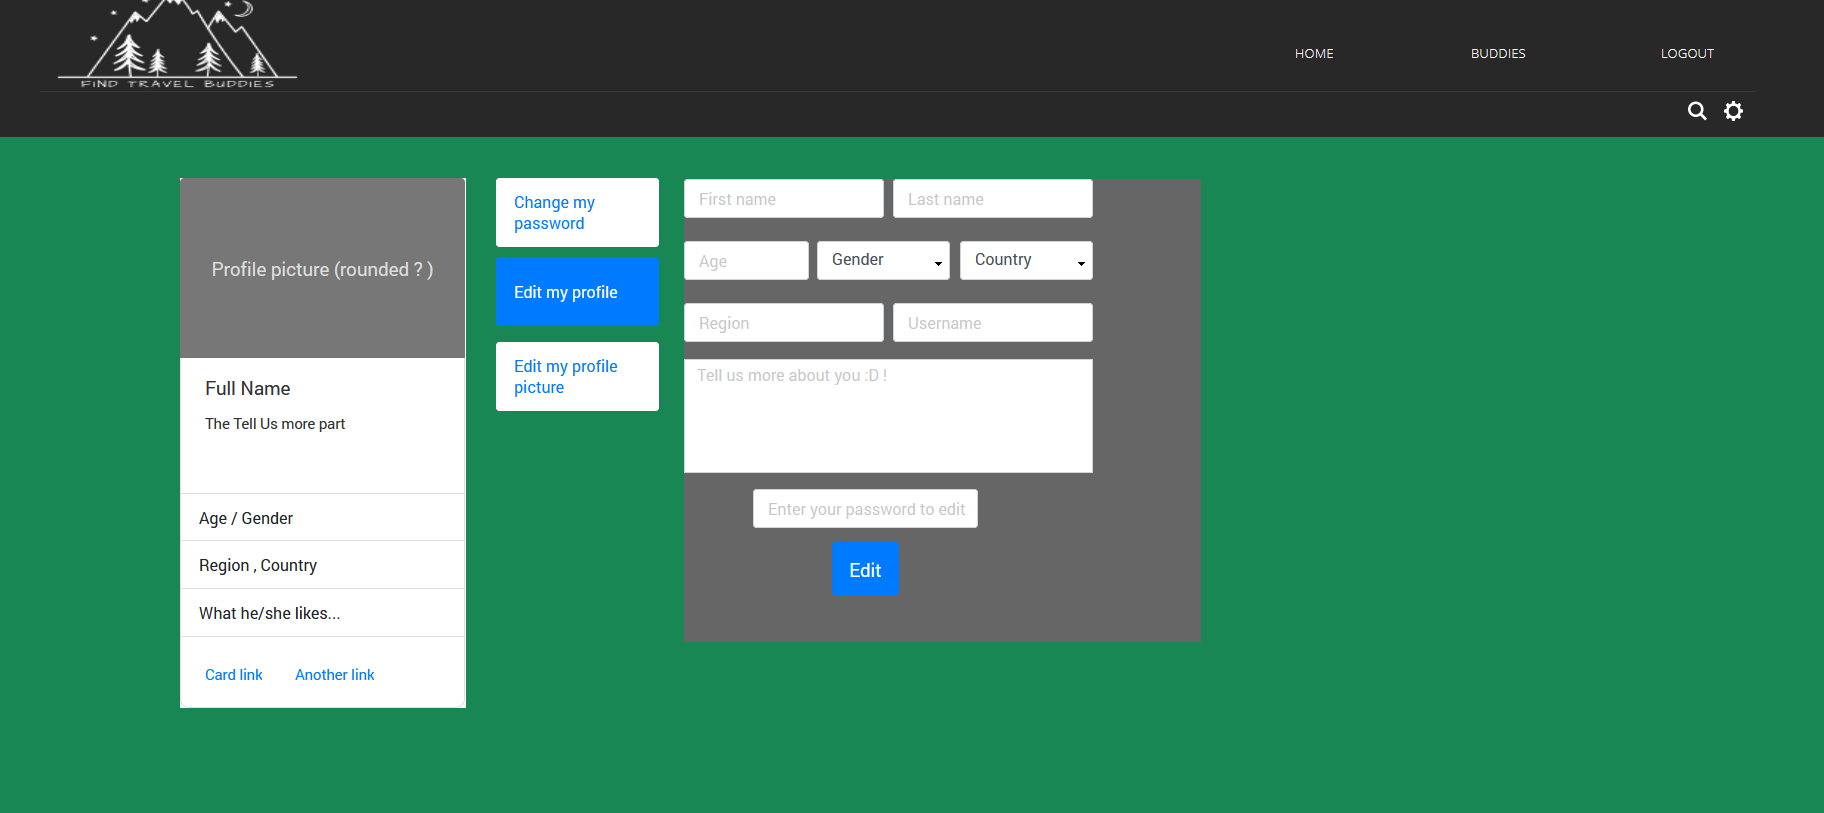 FIND TRAVEL BUDDIES
HOME
BUDDIES
LOGOUT
Profile picture (rounded ? )
Full Name
The Tell Us more part
Age / Gender
Region , Country
What he/she likes...
Card link
Another link
Change my
password
Edit my profile
Edit my profile
picture
First name
Last name
Age
Gender
Country
Region
Username
Tell us more about you :D !
Enter your password to edit
Edit